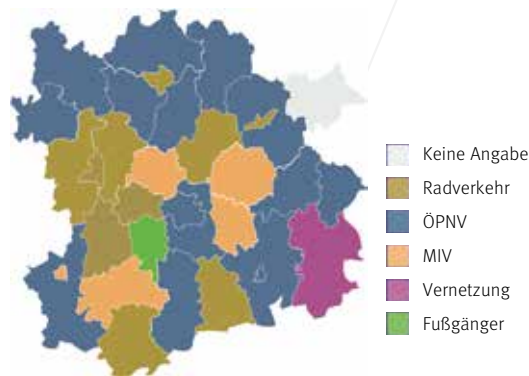 Keine Angabe
Radverkehr
ÖPNV
MIV
Vernetzung
Fußgänger